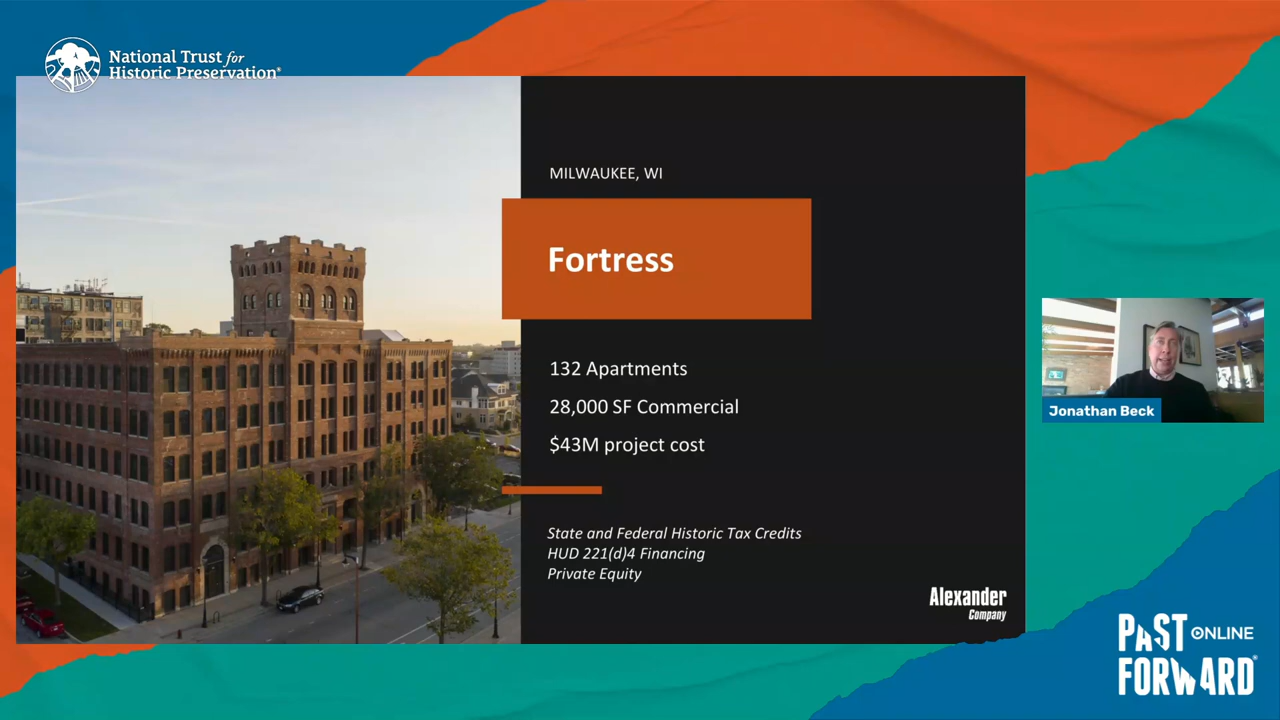 National Trust for
Historic Preservation®
MILWAUKEE, WI
Fortress
132 Apartments
28,000 SF Commercial
$43M project cost
State and Federal Historic Tax Credits
HUD 221(d)4 Financing
Private Equity
Alexander
Company
Jonathan Beck
PAST ONLINE
FORWARD®